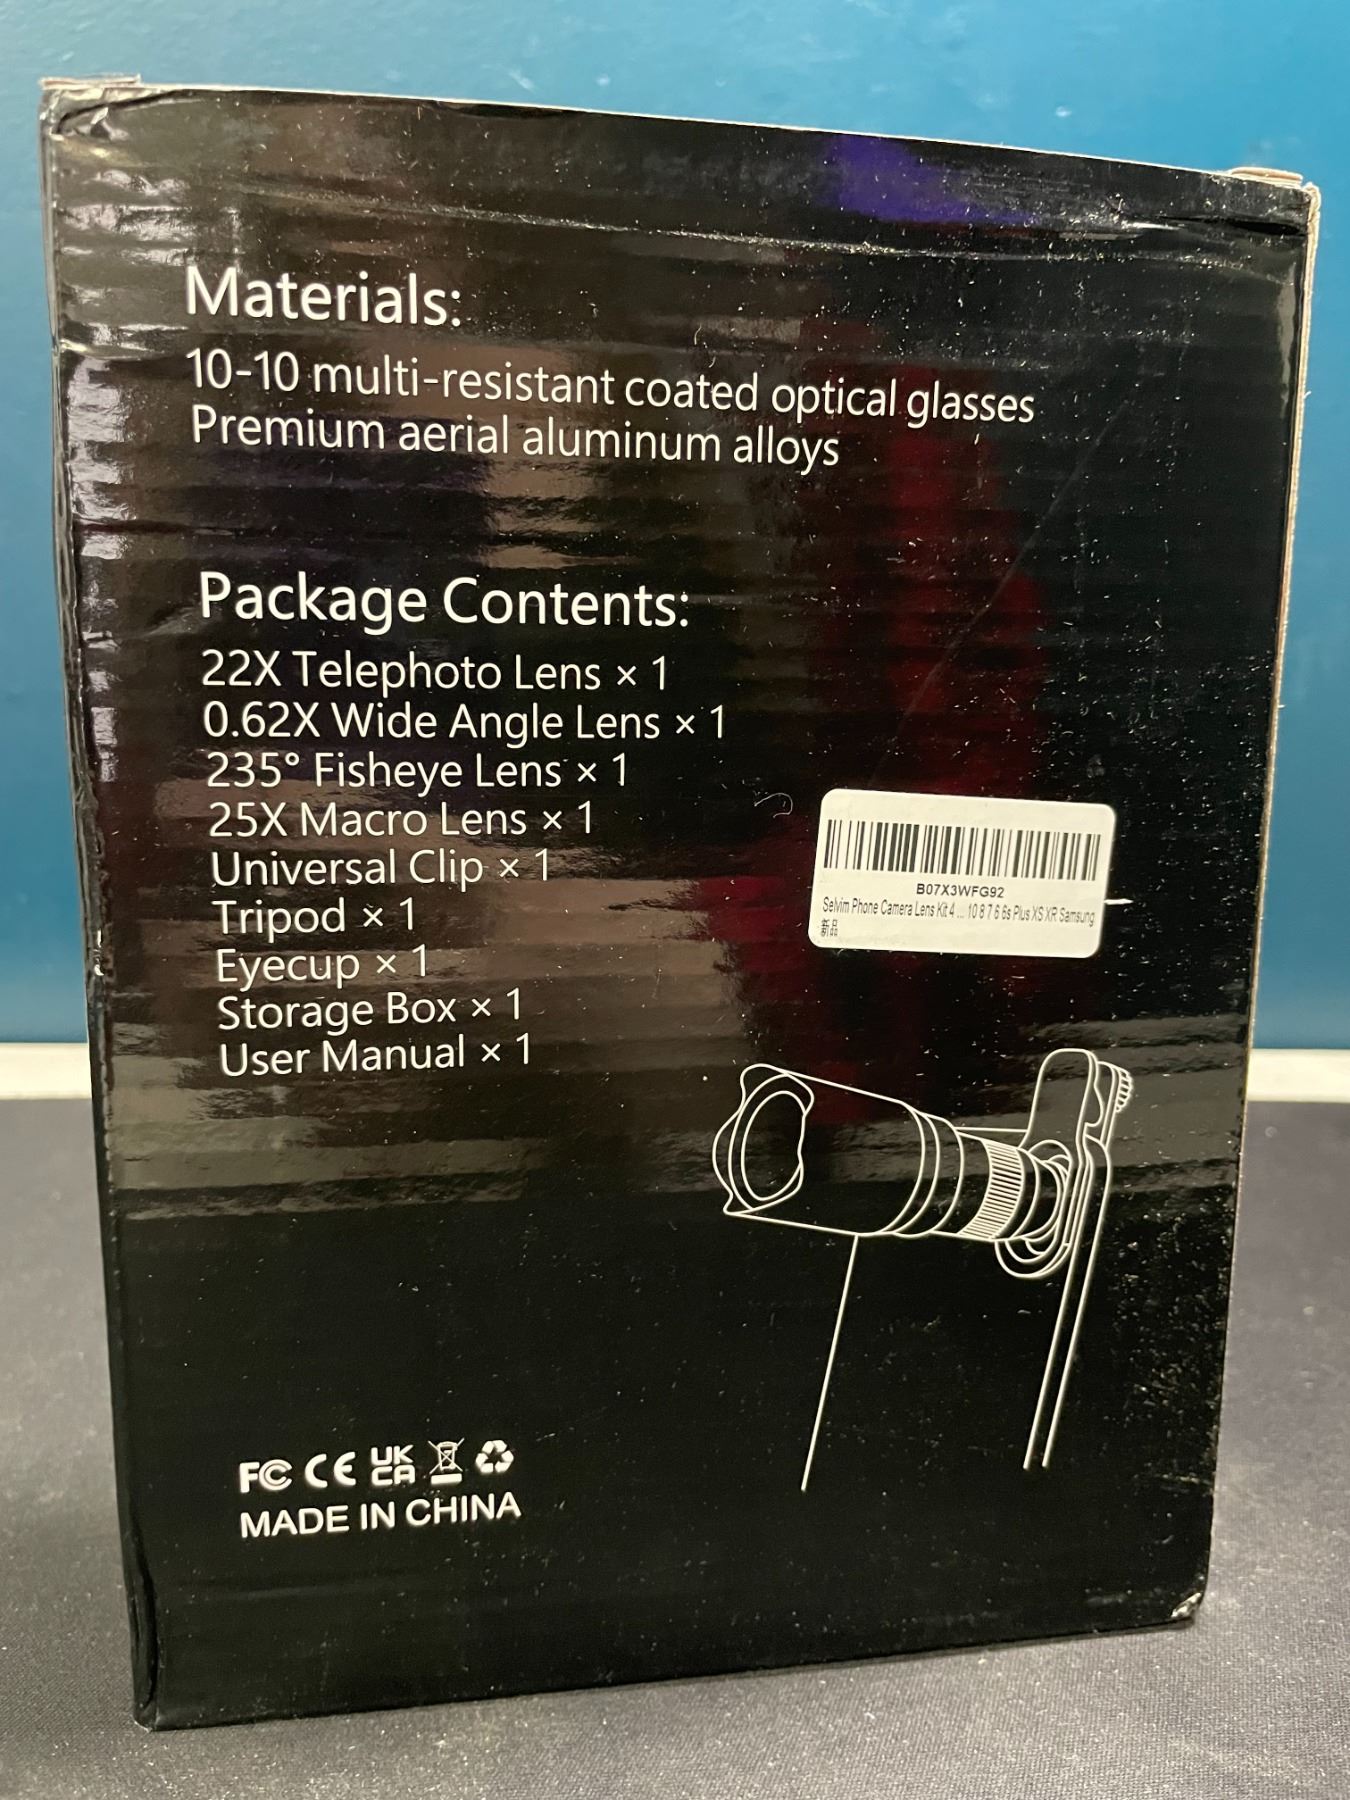 Materials:
10-10 multi-resistant coated optical glasses
Premium aerial aluminum alloys
Package Contents:
22X Telephoto Lens × 1
0.62X Wide Angle Lens × 1
235° Fisheye Lens × 1
25X Macro Lens × 1
Universal Clip × 1
Tripod × 1
Eyecup × 1
Storage Box × 1
User Manual × 1
B07X3WFG92
Selvim Phone Camera Lens Kit 4 ... 10 8 7 6 6s Plus XS XR Samsung
新品
FC CE UK
CA
MADE IN CHINA